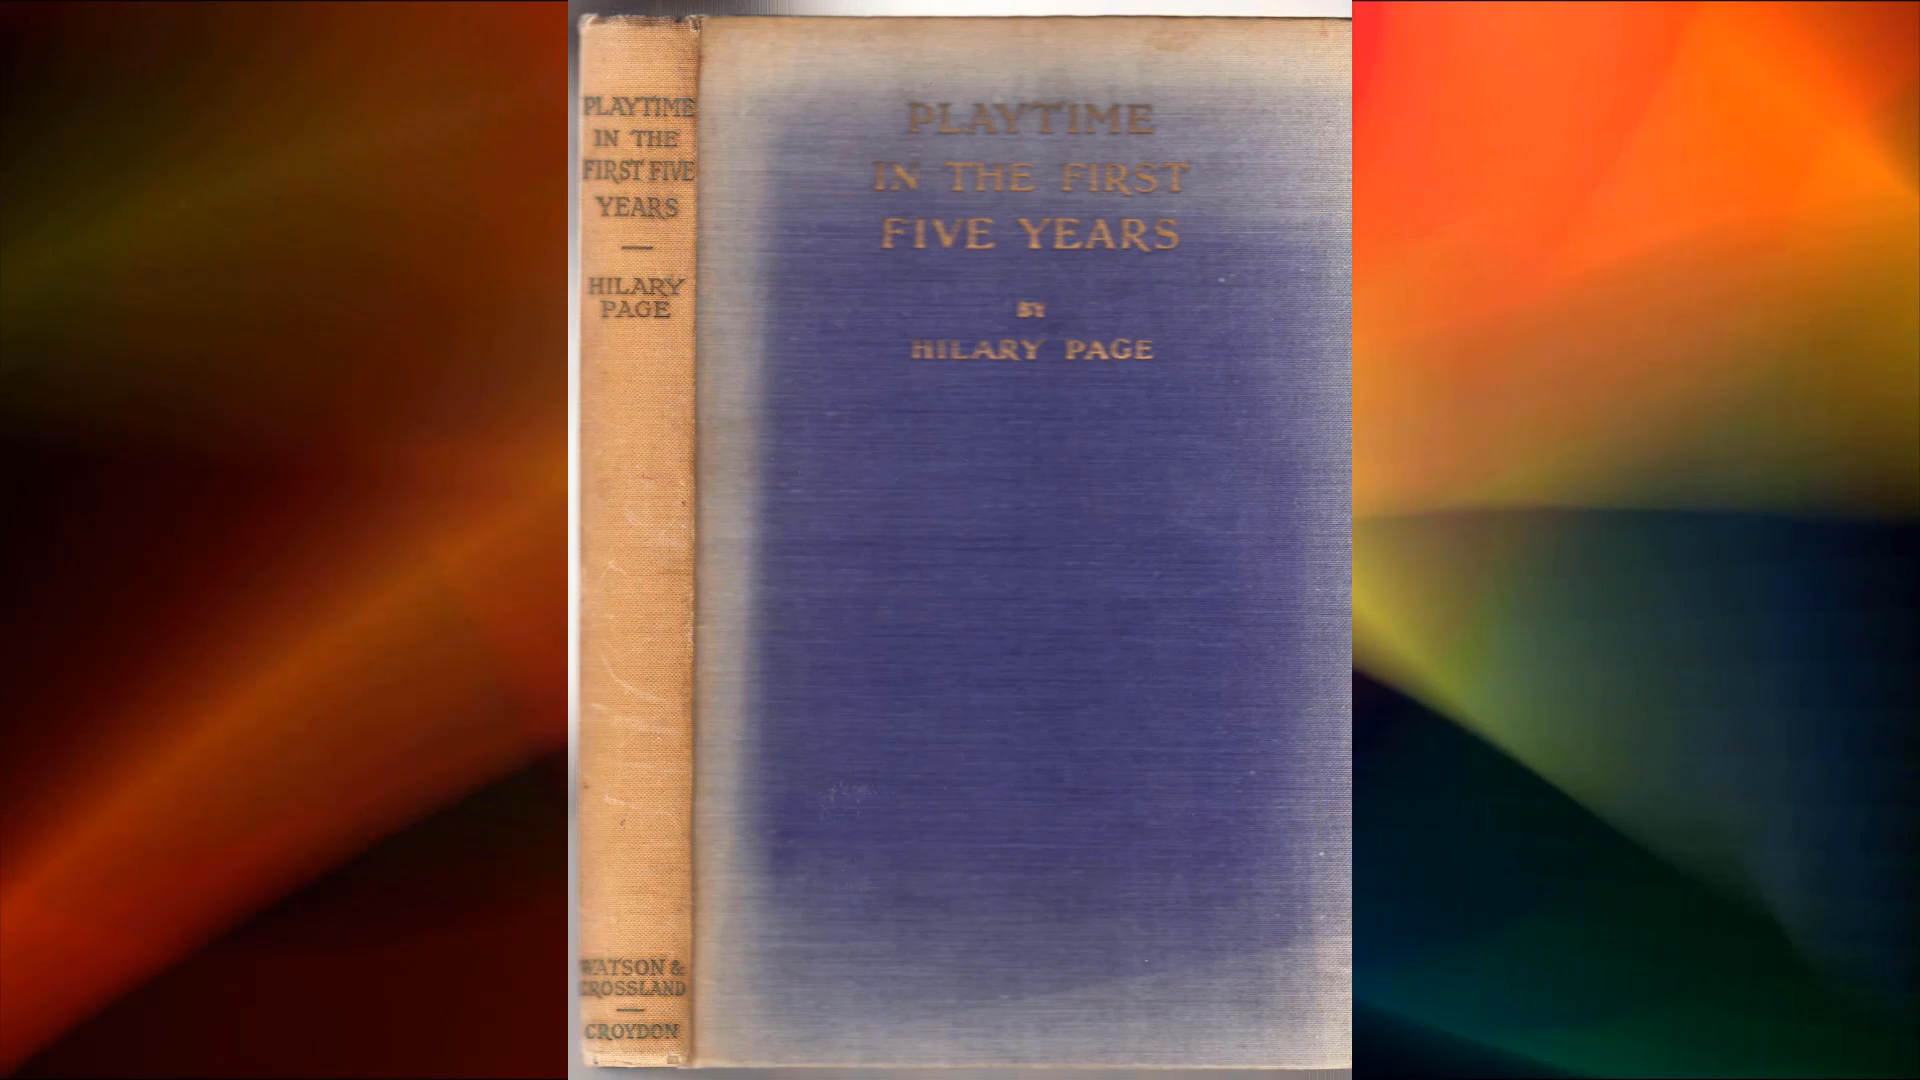 PLAYTIME
IN THE
FIRST FIVE
YEARS
HILARY
PAGE
WATSON &
CROSSLAND
CROYDON
PLAYTIME
IN THE FIRST
FIVE YEARS
BY
HILARY PAGE